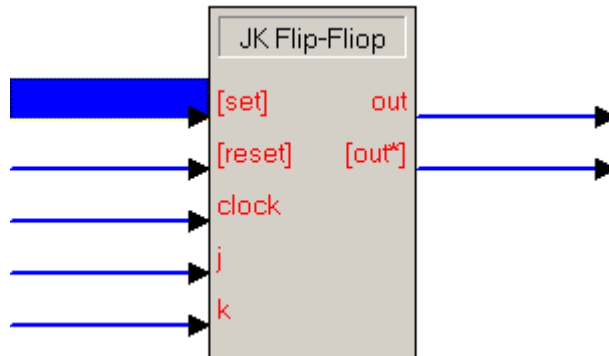 JK Flip-Fliop
[set] out
[reset] [out*]
clock
j
k